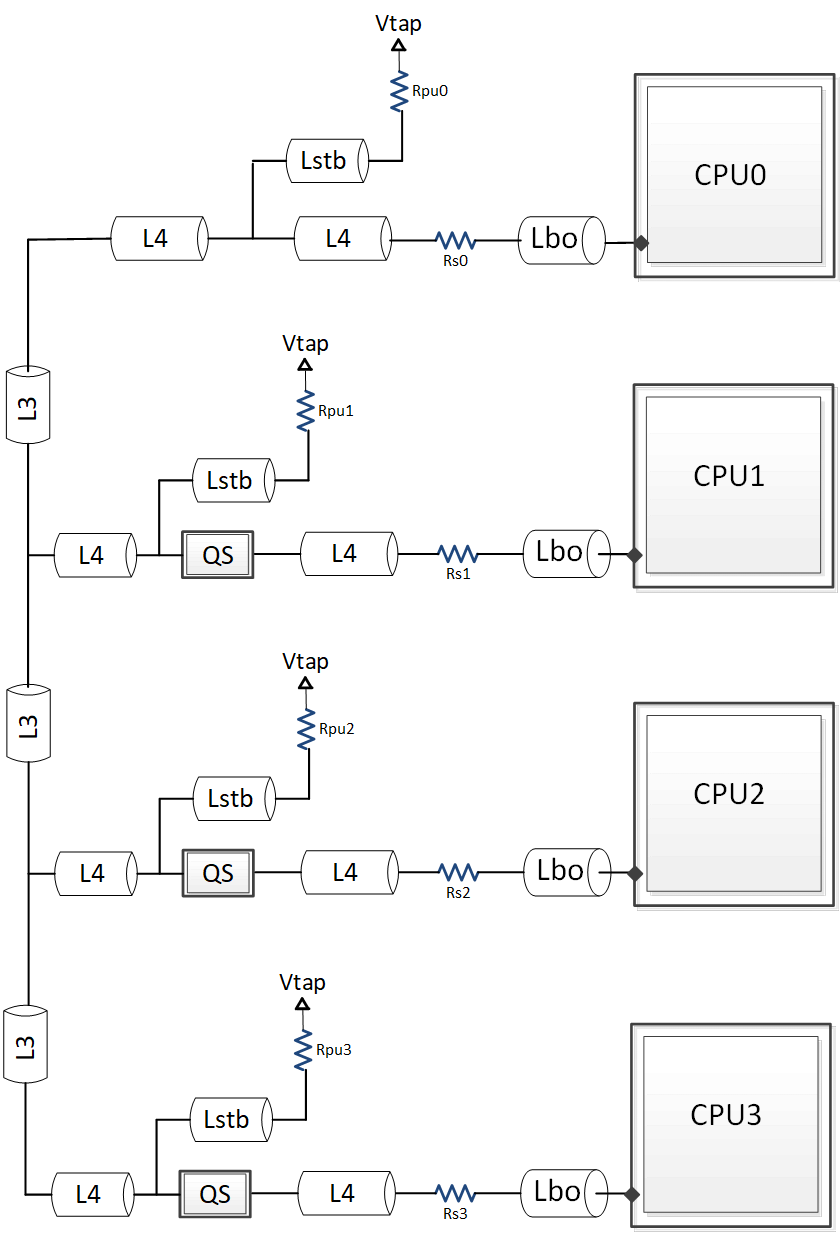 Vtap
Rpu0
Lstb
CPU0
L4
L4
Rs0
Lbo
Vtap
L3
Rpu1
Lstb
CPU1
L4
QS
L4
Rs1
Lbo
Vtap
L3
Rpu2
Lstb
CPU2
L4
QS
L4
Rs2
Lbo
Vtap
L3
Rpu3
Lstb
CPU3
L4
QS
L4
Rs3
Lbo